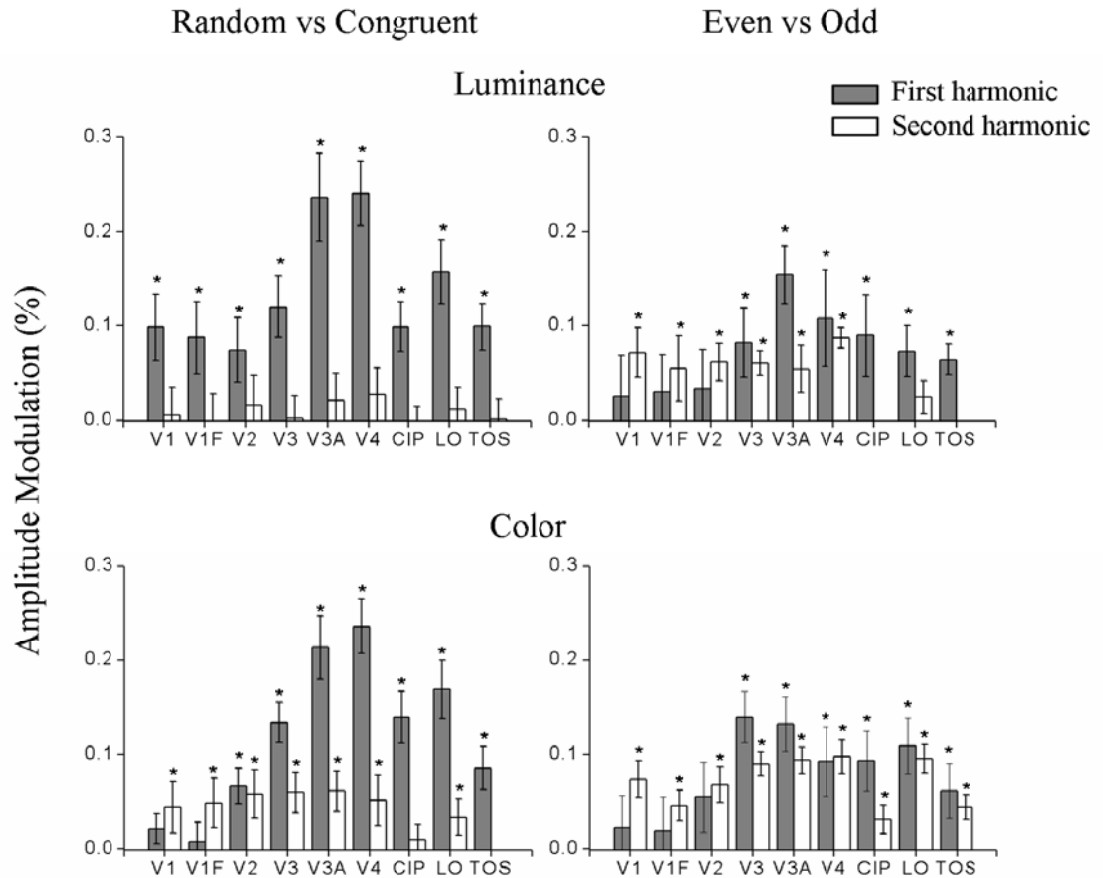 Random vs Congruent
Even vs Odd
Luminance
First harmonic
Second harmonic
Amplitude Modulation (%)
0.3
0.2
0.1
0.0
* * * * * * * * *
V1 V1F V2 V3 V3A V4 CIP LO TOS
0.3
0.2
0.1
0.0
* * * * * * * * * * * *
V1 V1F V2 V3 V3A V4 CIP LO TOS
Color
0.3
0.2
0.1
0.0
* * * * * * * * * * * * * *
V1 V1F V2 V3 V3A V4 CIP LO TOS
0.3
0.2
0.1
0.0
* * * * * * * * * * * * * * *
V1 V1F V2 V3 V3A V4 CIP LO TOS